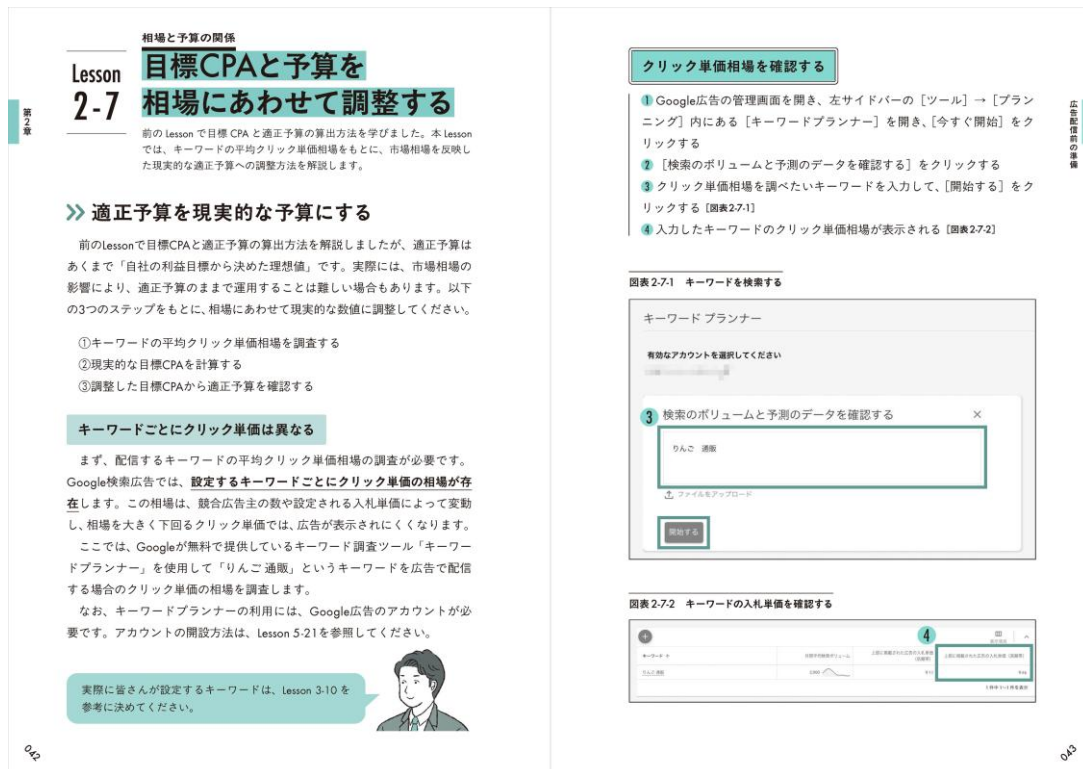 相場と予算の関係
Lesson
2-7
目標CPAと予算を
相場にあわせて調整する
前の Lesson で目標 CPA と適正予算の算出方法を学びました。本 Lesson
では、キーワードの平均クリック単価相場をもとに、市場相場を反映し
た現実的な適正予算への調整方法を解説します。
第2章
適正予算を現実的な予算にする
前のLessonで目標CPAと適正予算の算出方法を解説しましたが、適正予算は
あくまで「自社の利益目標から決めた理想値」です。実際には、市場相場の
影響により、適正予算のままで運用することは難しい場合もあります。以下
の3つのステップをもとに、相場にあわせて現実的な数値に調整してください。
①キーワードの平均クリック単価相場を調査する
②現実的な目標CPAを計算する
③調整した目標CPAから適正予算を確認する
キーワードごとにクリック単価は異なる
まず、配信するキーワードの平均クリック単価相場の調査が必要です。
Google検索広告では、設定するキーワードごとにクリック単価の相場が存
在します。この相場は、競合広告主の数や設定される入札単価によって変動
し、相場を大きく下回るクリック単価では、広告が表示されにくくなります。
ここでは、Googleが無料で提供しているキーワード調査ツール「キーワー
ドプランナー」を使用して「りんご 通販」というキーワードを広告で配信
する場合のクリック単価の相場を調査します。
なお、キーワードプランナーの利用には、Google広告のアカウントが必
要です。アカウントの開設方法は、Lesson 5-21を参照してください。
実際に皆さんが設定するキーワードは、Lesson 3-10 を
参考に決めてください。
042
クリック単価相場を確認する
❶ Google広告の管理画面を開き、左サイドバーの［ツール］→［プラン
ニング］内にある［キーワードプランナー］を開き、［今すぐ開始］をク
リックする
❷ ［検索のボリュームと予測のデータを確認する］をクリックする
❸ クリック単価相場を調べたいキーワードを入力して、［開始する］をク
リックする［図表2-7-1］
❹ 入力したキーワードのクリック単価相場が表示される［図表2-7-2］
広告配信前の準備
図表2-7-1 キーワードを検索する
キーワード プランナー
有効なアカウントを選択してください
3 検索のボリュームと予測のデータを確認する ×
りんご 通販
ファイルをアップロード
開始する
図表2-7-2 キーワードの入札単価を確認する
4
キーワード
りんご 通販
043